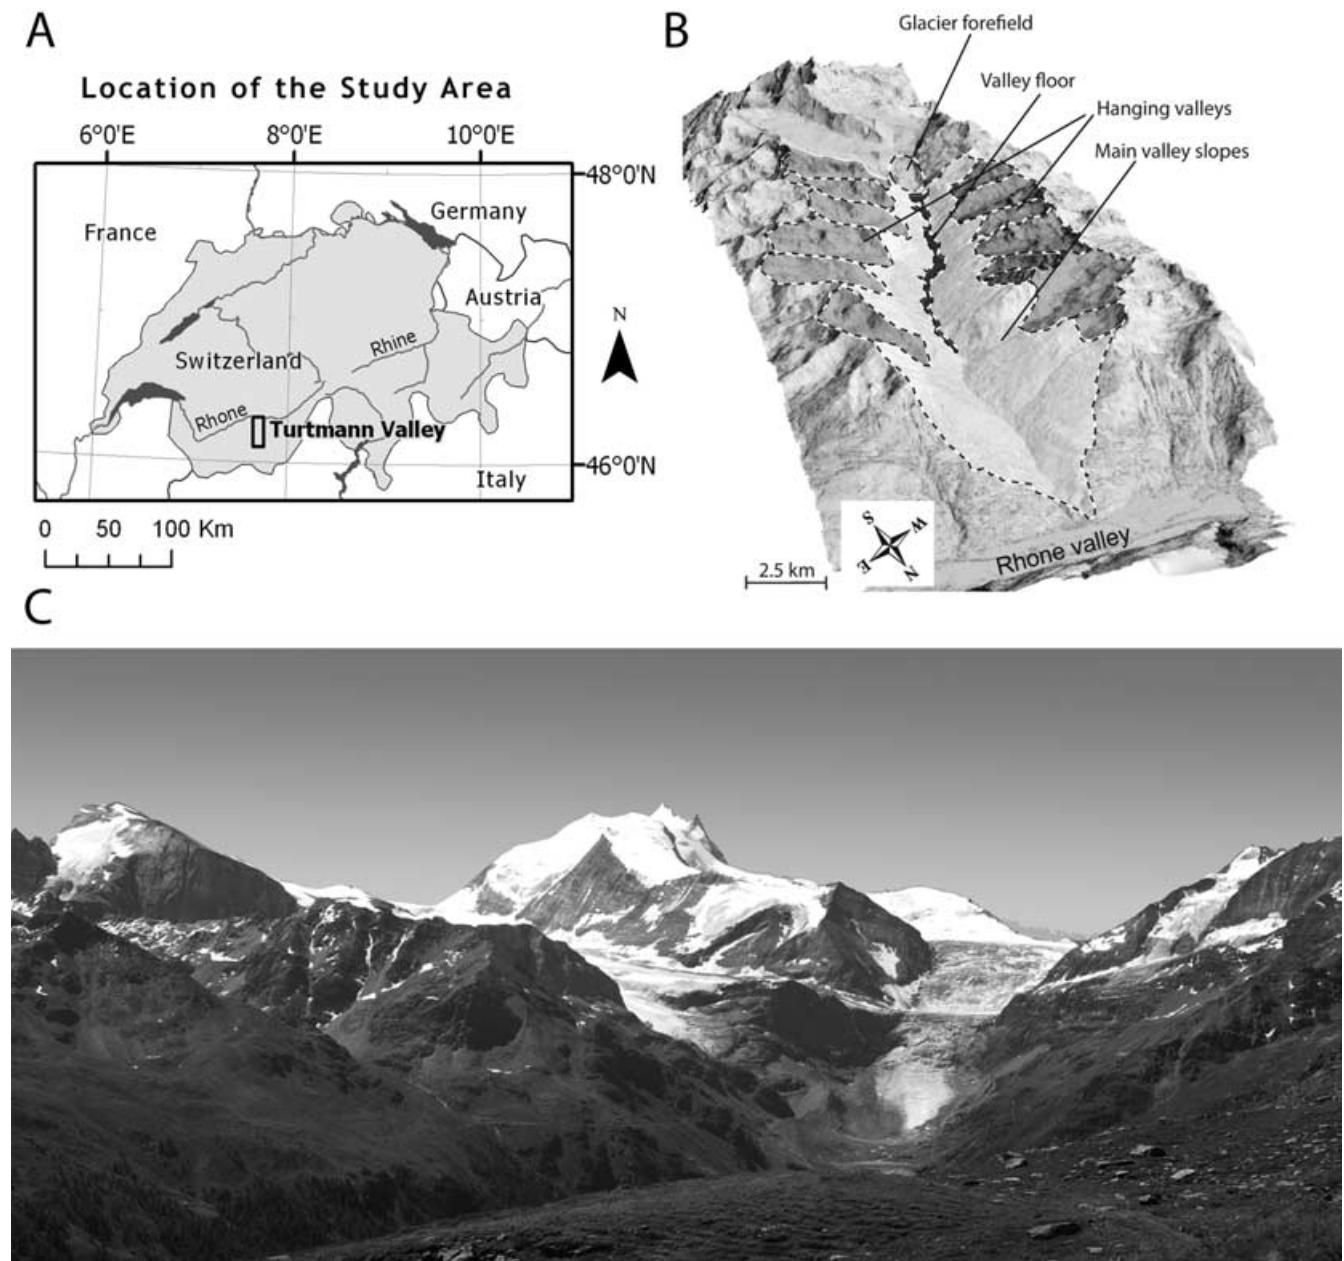 A
Location of the Study Area
6°0'E 8°0'E 10°0'E
48°0'N
France
Germany
Austria
Switzerland
Rhine
Rhone
Turtmann Valley
Italy
46°0'N
N
0 50 100 Km
B
Glacier forefield
Valley floor
Hanging valleys
Main valley slopes
S
W
E
N
Rhone valley
2.5 km
C